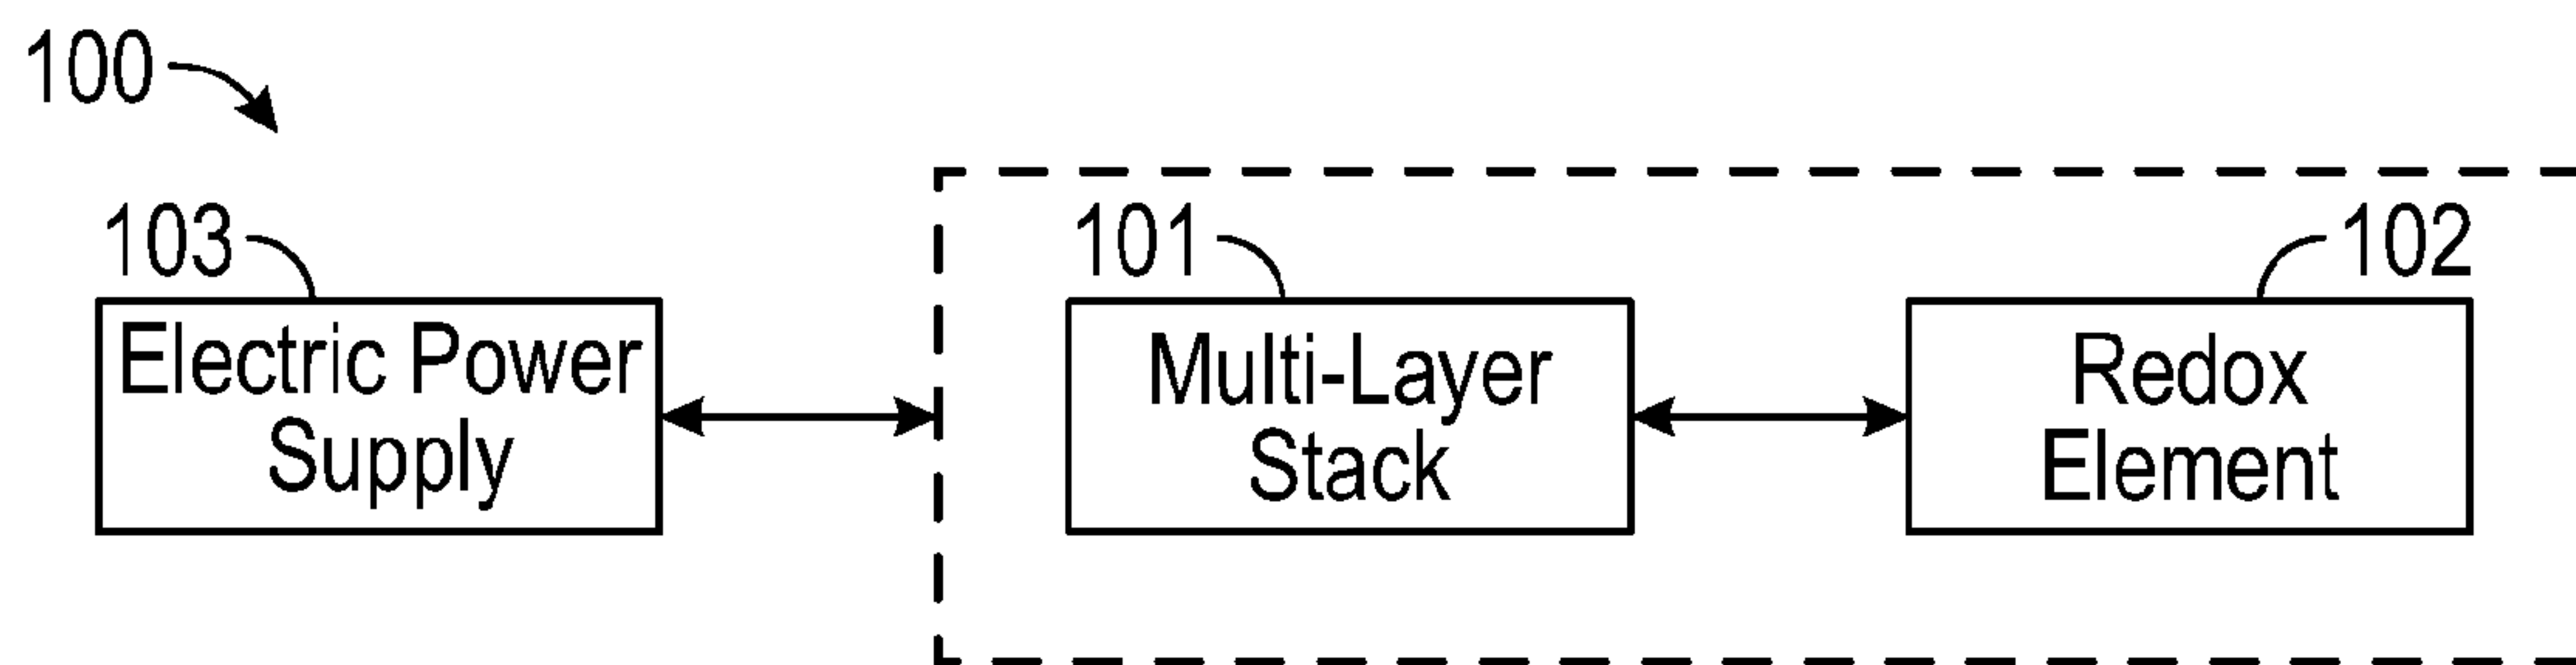 100
103
101
102
Electric Power
Supply
Multi-Layer
Stack
Redox
Element